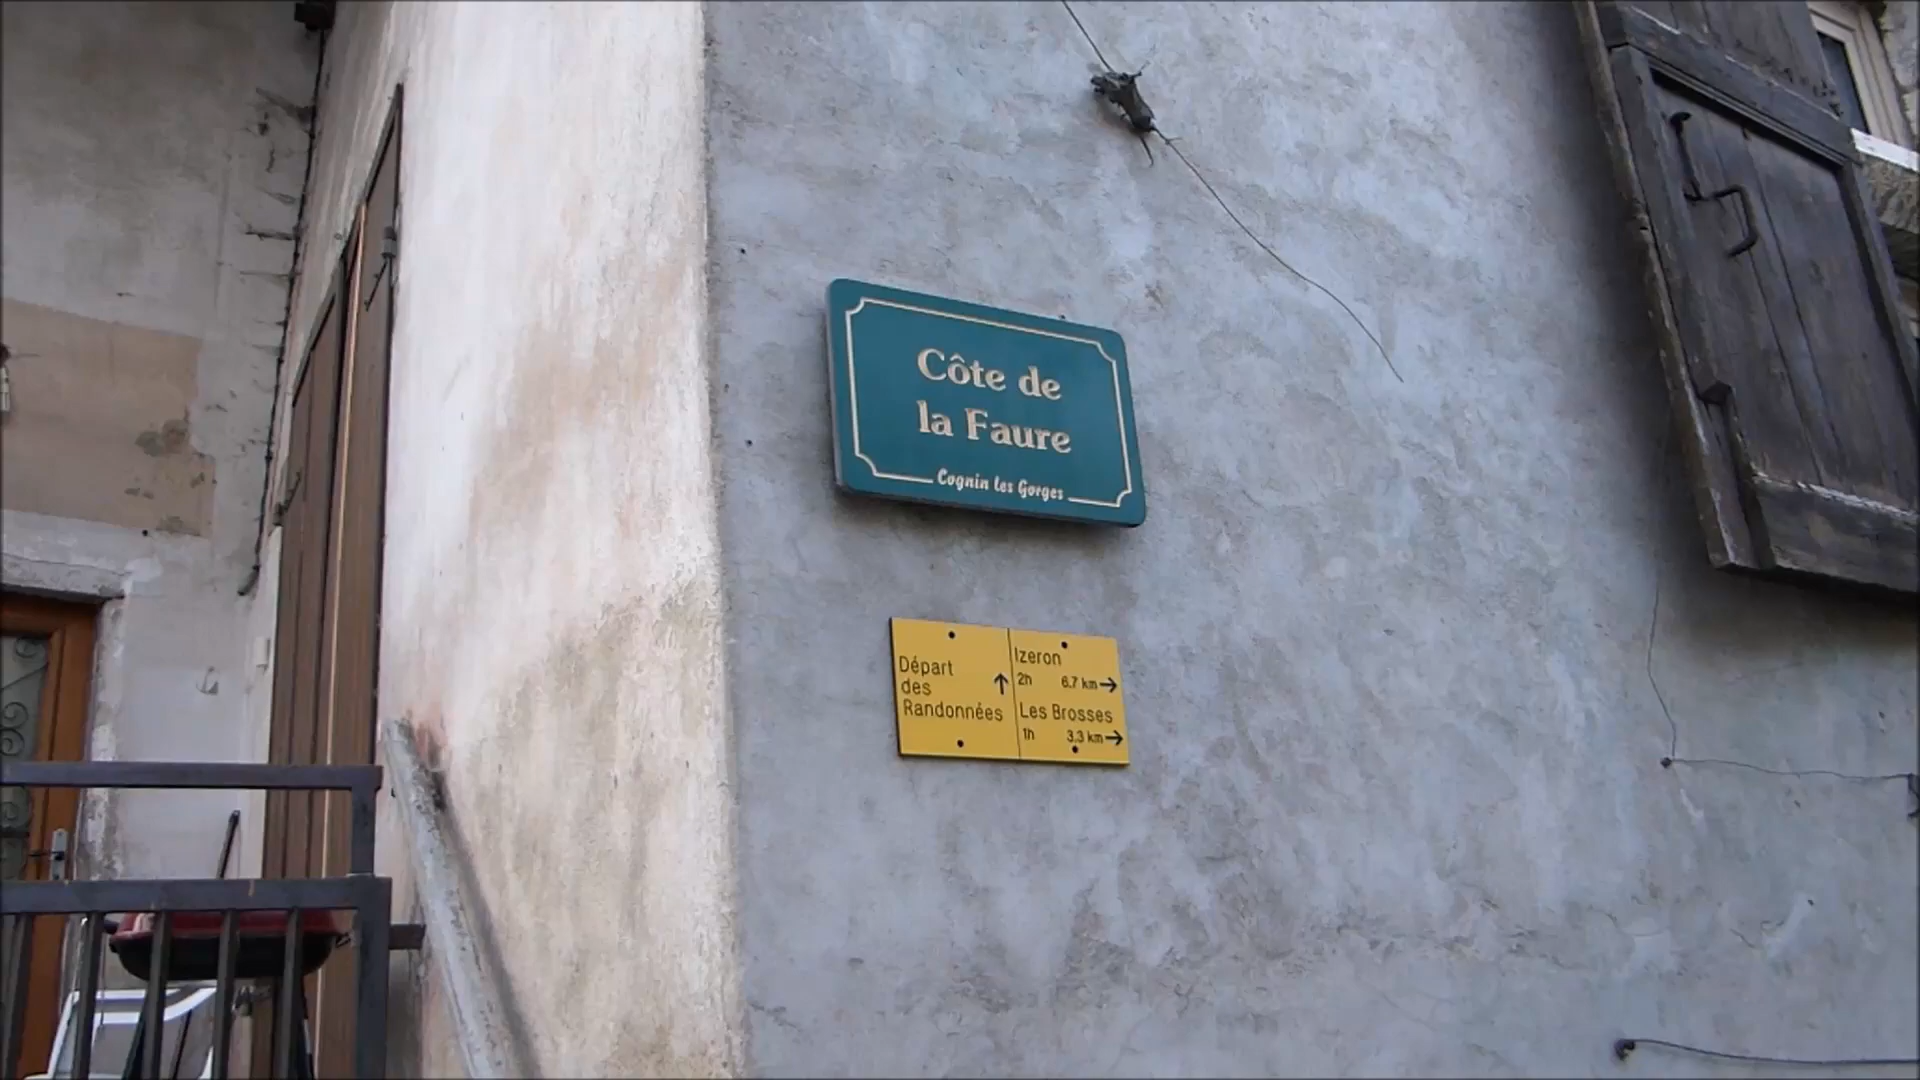 Côte de
la Faure
Cognin Les Gorges
Départ
des
Randonnées
↑
Izeron
2h 6.7 km→
Les Brosses
1h 3.3 km→